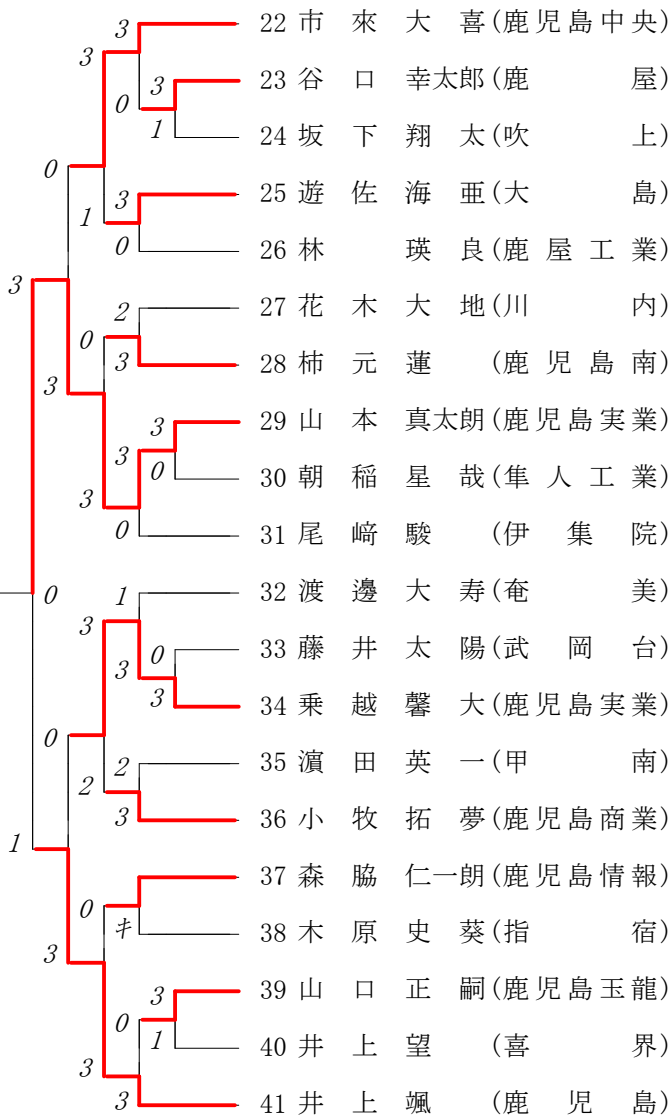 3 22 市來大喜(鹿児島中央)
3
3 23 谷口幸太郎(鹿屋)
0
1 24 坂下翔太(吹上)
0
3 25 遊佐海亜(大島)
1
0 26 林瑛良(鹿屋工業)
3
2 27 花木大地(川内)
0
3 28 柿元蓮(鹿児島南)
3
3 29 山本真太朗(鹿児島実業)
3
0 30 朝稲星哉(隼人工業)
3
0 31 尾﨑駿(伊集院)
0
1 32 渡邊大寿(奄美)
3
0 33 藤井太陽(武岡台)
3
3 34 乗越馨大(鹿児島実業)
0
2 35 濵田英一(甲南)
2
3 36 小牧拓夢(鹿児島商業)
1
37 森脇仁一朗(鹿児島情報)
0
キ 38 木原史葵(指宿)
3
3 39 山口正嗣(鹿児島玉龍)
0
1 40 井上望(喜界)
3
3 41 井上颯(鹿児島)